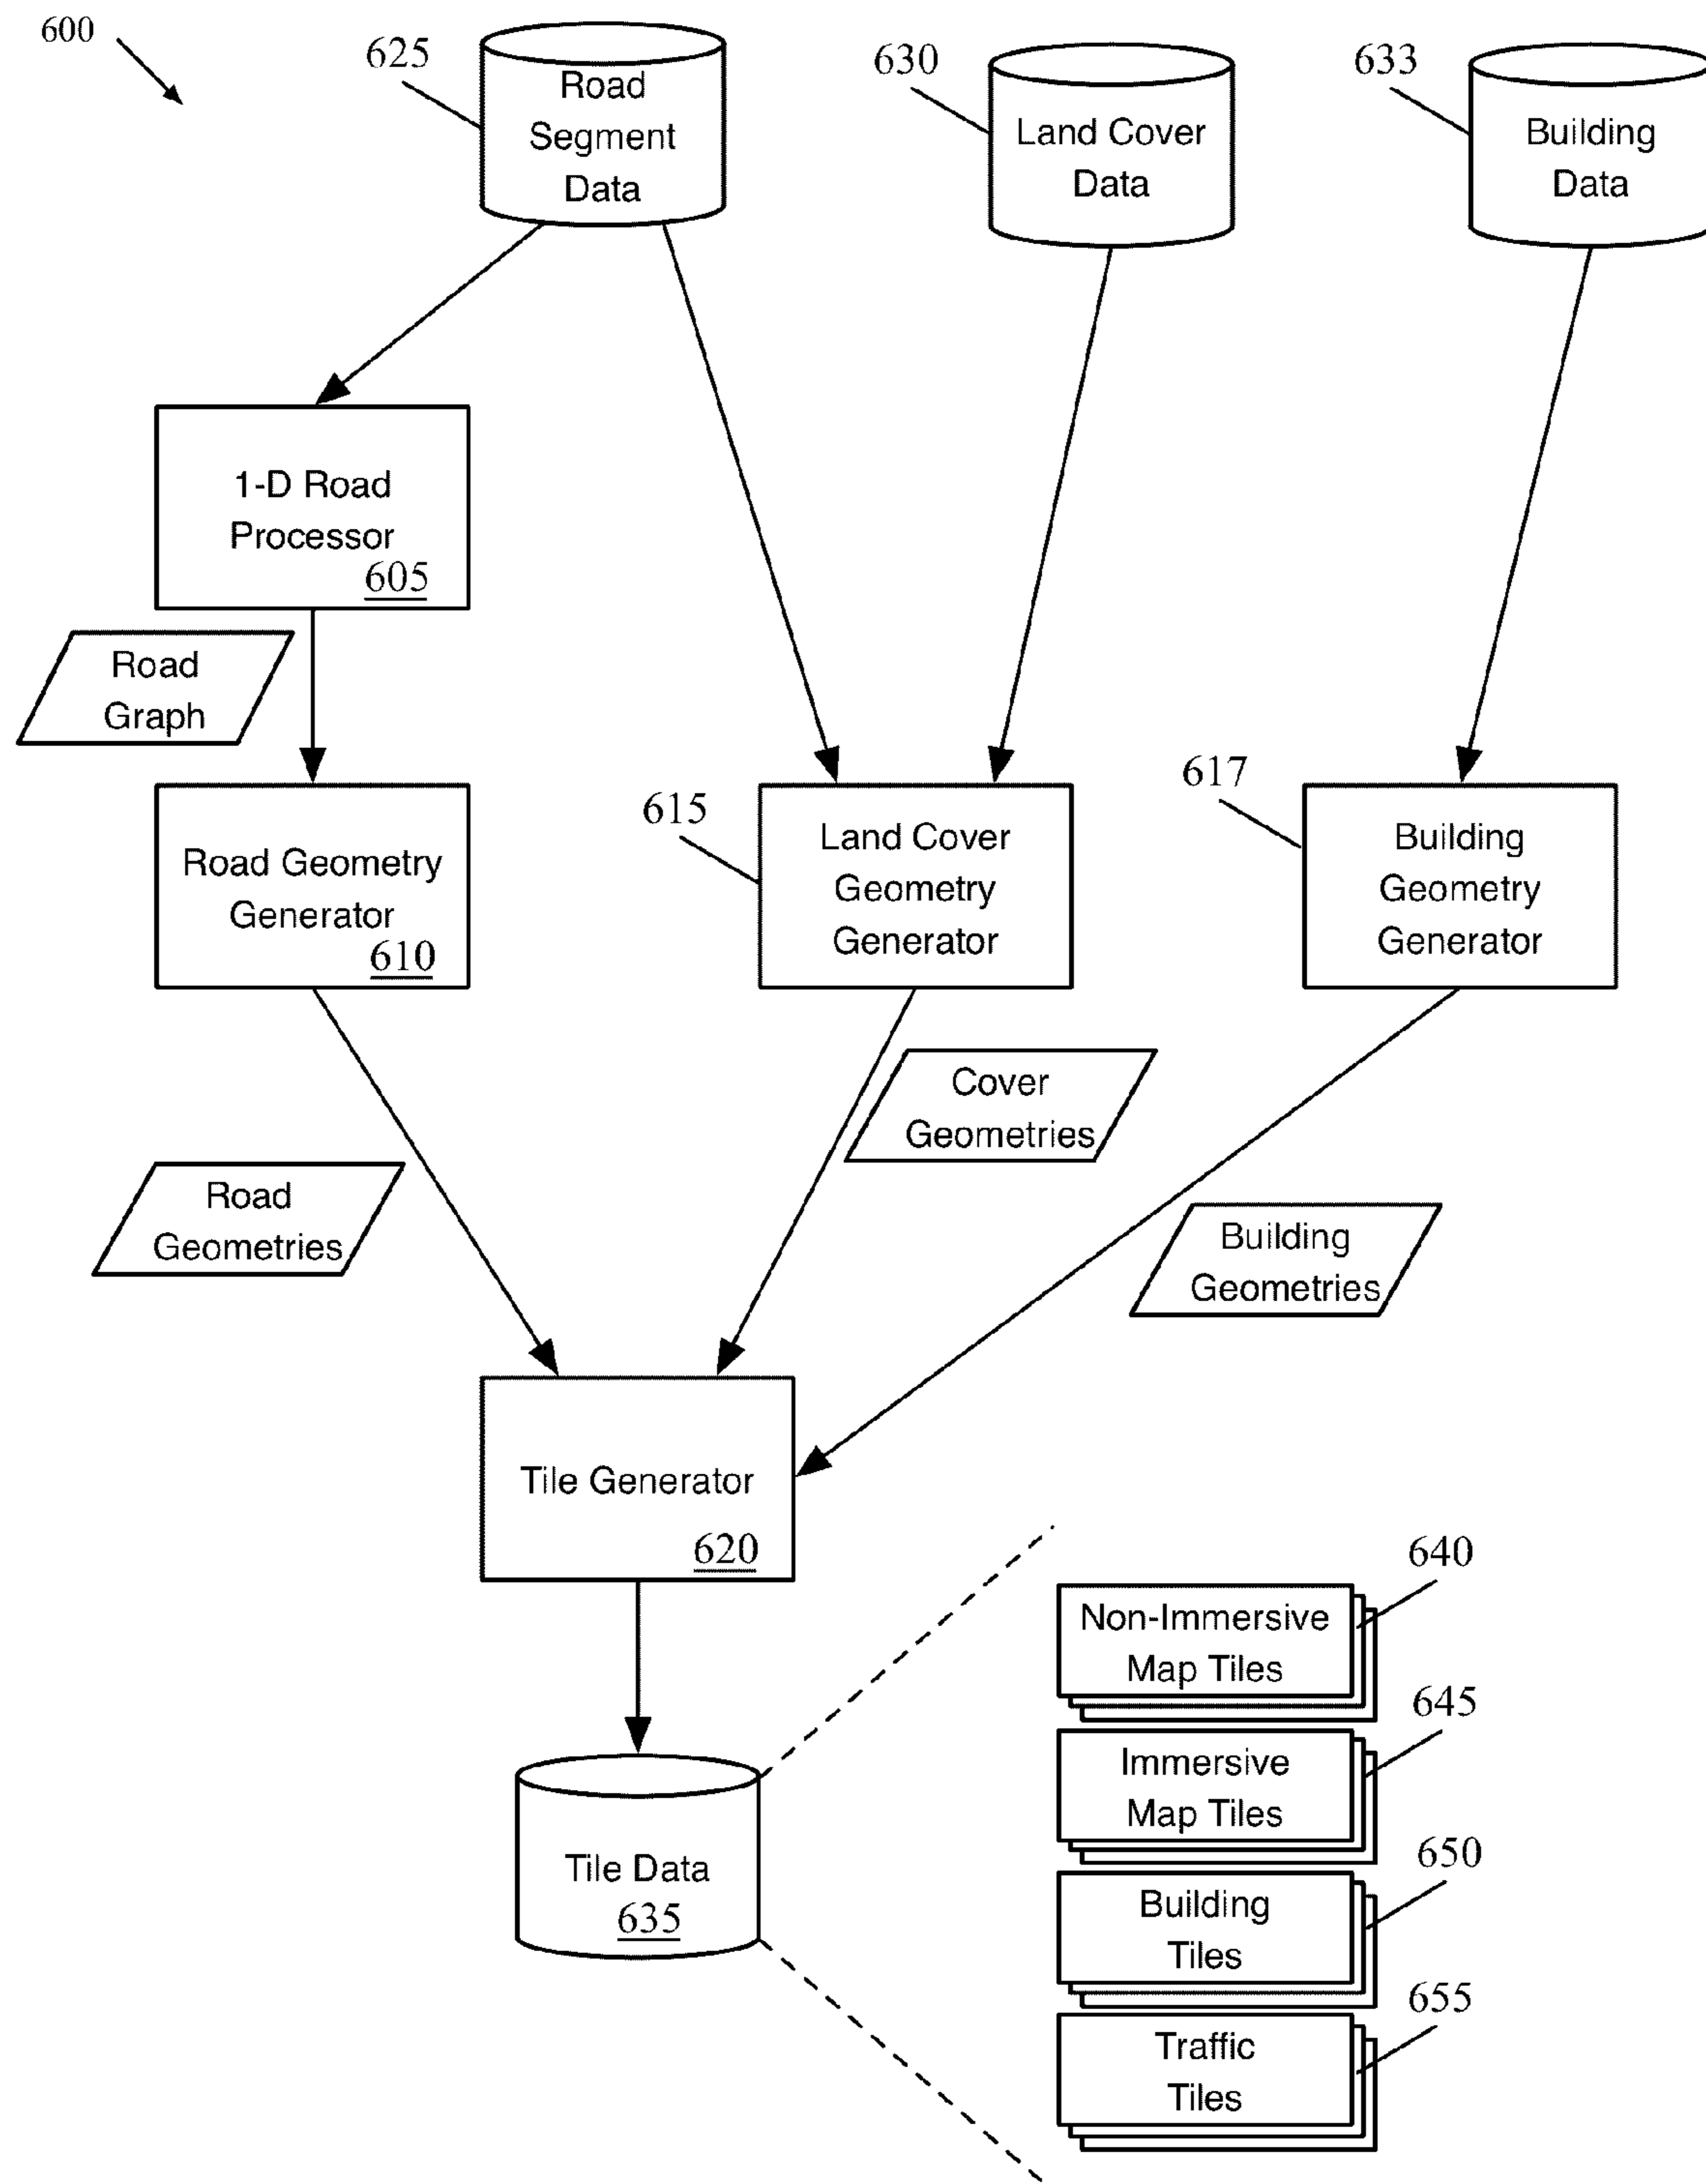 600
625
Road
Segment
Data
630
Land Cover
Data
633
Building
Data
1-D Road
Processor
605
Road
Graph
Road Geometry
Generator
610
615
Land Cover
Geometry
Generator
617
Building
Geometry
Generator
Cover
Geometries
Road
Geometries
Building
Geometries
Tile Generator
620
Tile Data
635
640
Non-Immersive
Map Tiles
645
Immersive
Map Tiles
650
Building
Tiles
655
Traffic
Tiles